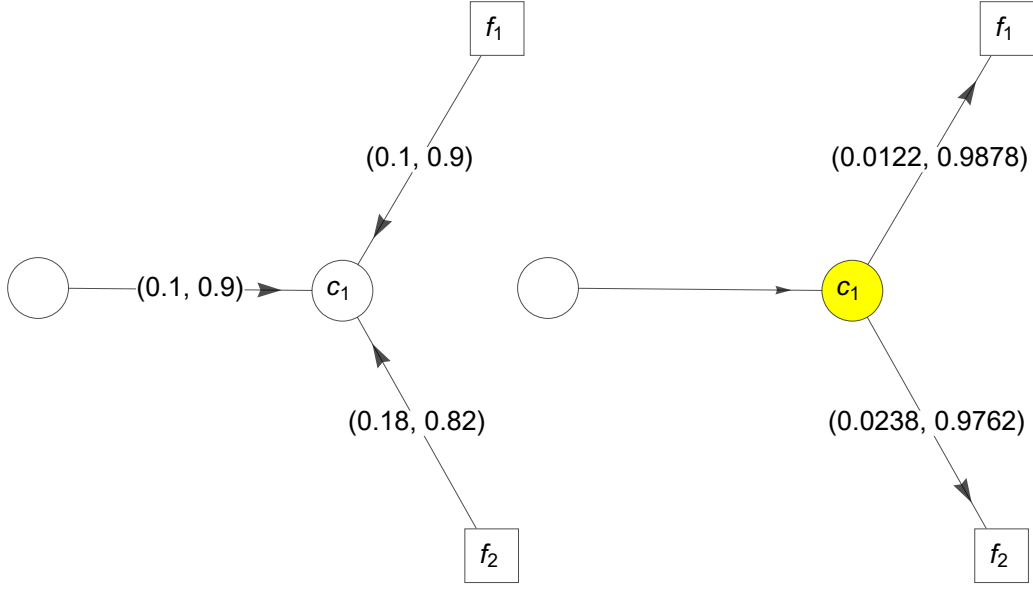 f1
(0.1, 0.9)
(0.1, 0.9)
c1
(0.18, 0.82)
f2
f1
(0.0122, 0.9878)
c1
(0.0238, 0.9762)
f2